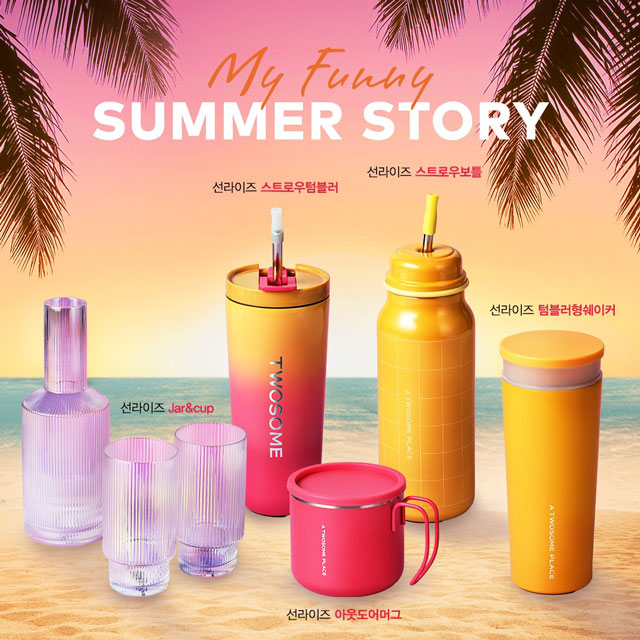 My Funny
SUMMER STORY
선라이즈 스트로우텀블러
선라이즈 스트로우보틀
선라이즈 텀블러형쉐이커
선라이즈 Jar&cup
TWOSOME
A TWOSOME PLACE
A TWOSOME PLACE
A TWOSOME PLACE
선라이즈 아웃도어머그